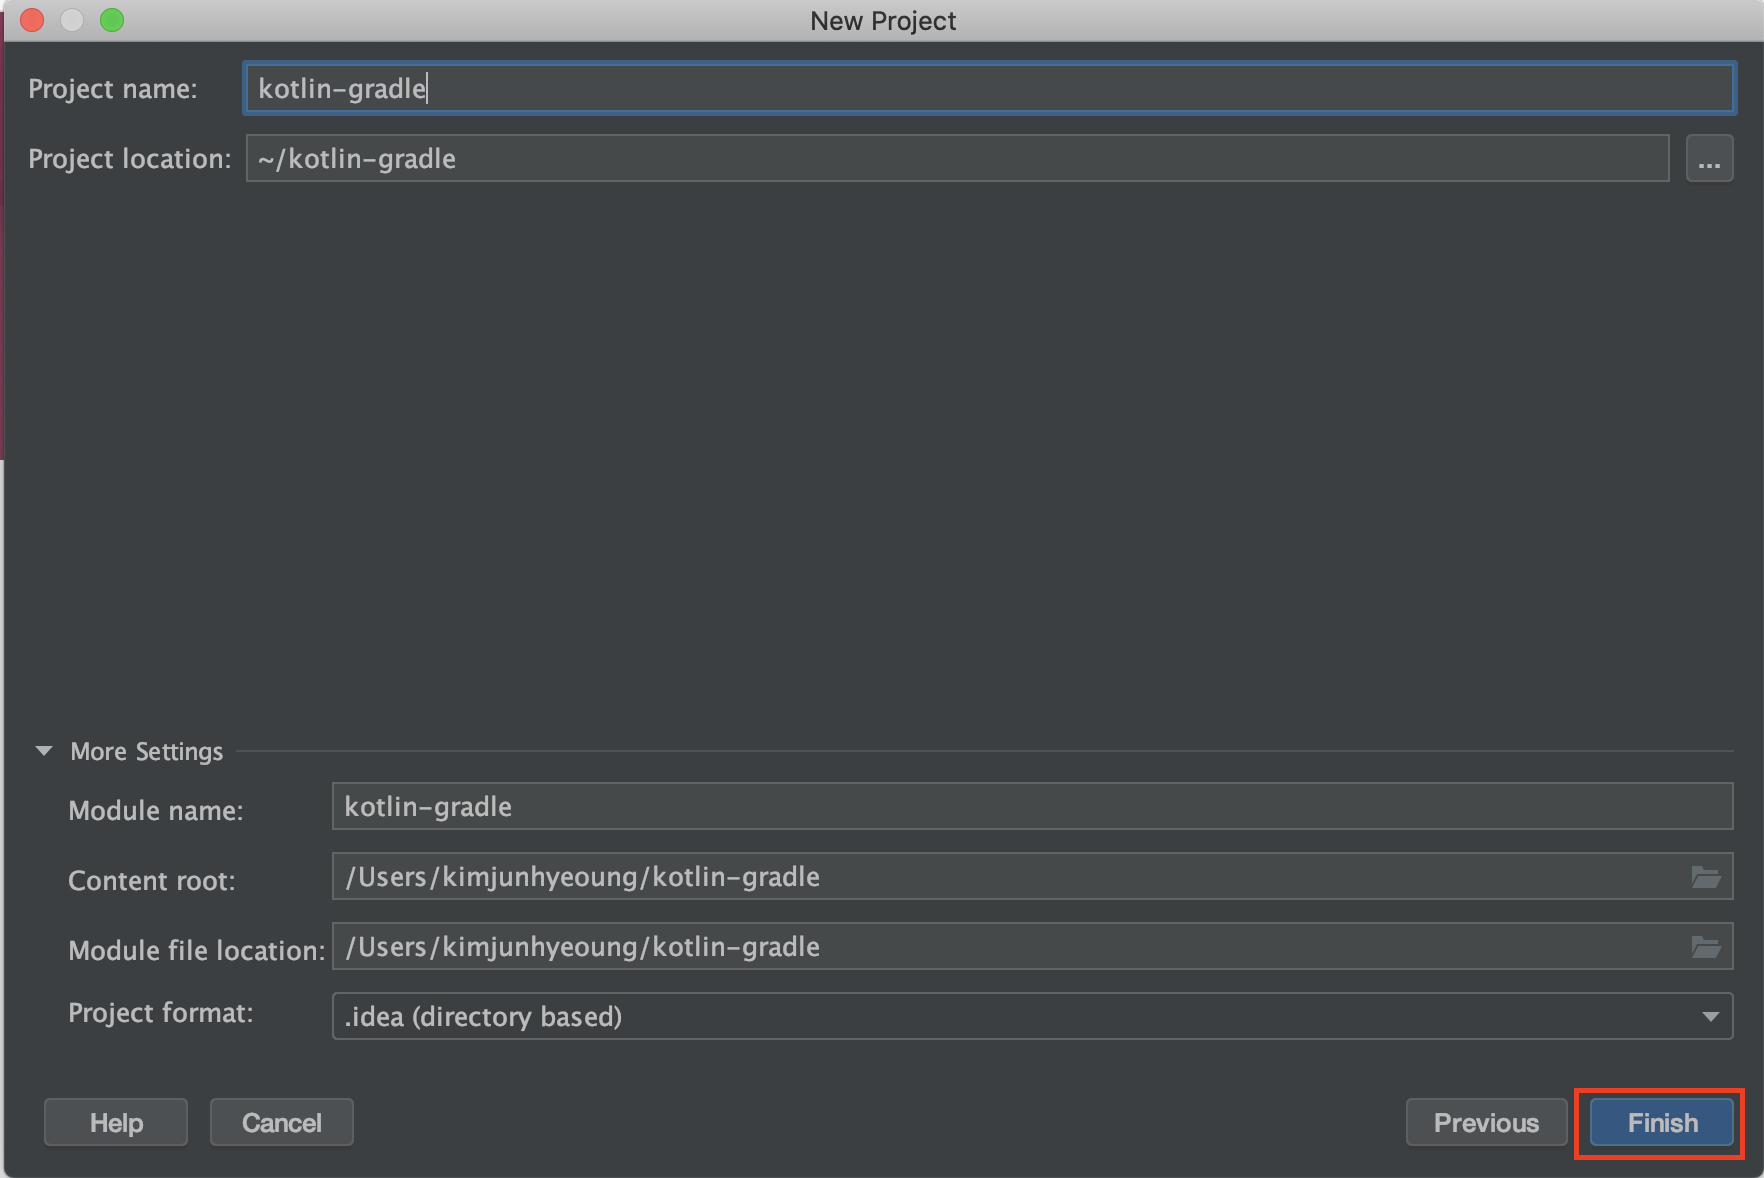 New Project
Project name: kotlin-gradle
Project location: ~/kotlin-gradle ...
More Settings
Module name: kotlin-gradle
Content root: /Users/kimjunhyeoung/kotlin-gradle
Module file location: /Users/kimjunhyeoung/kotlin-gradle
Project format: .idea (directory based)
Help Cancel Previous Finish